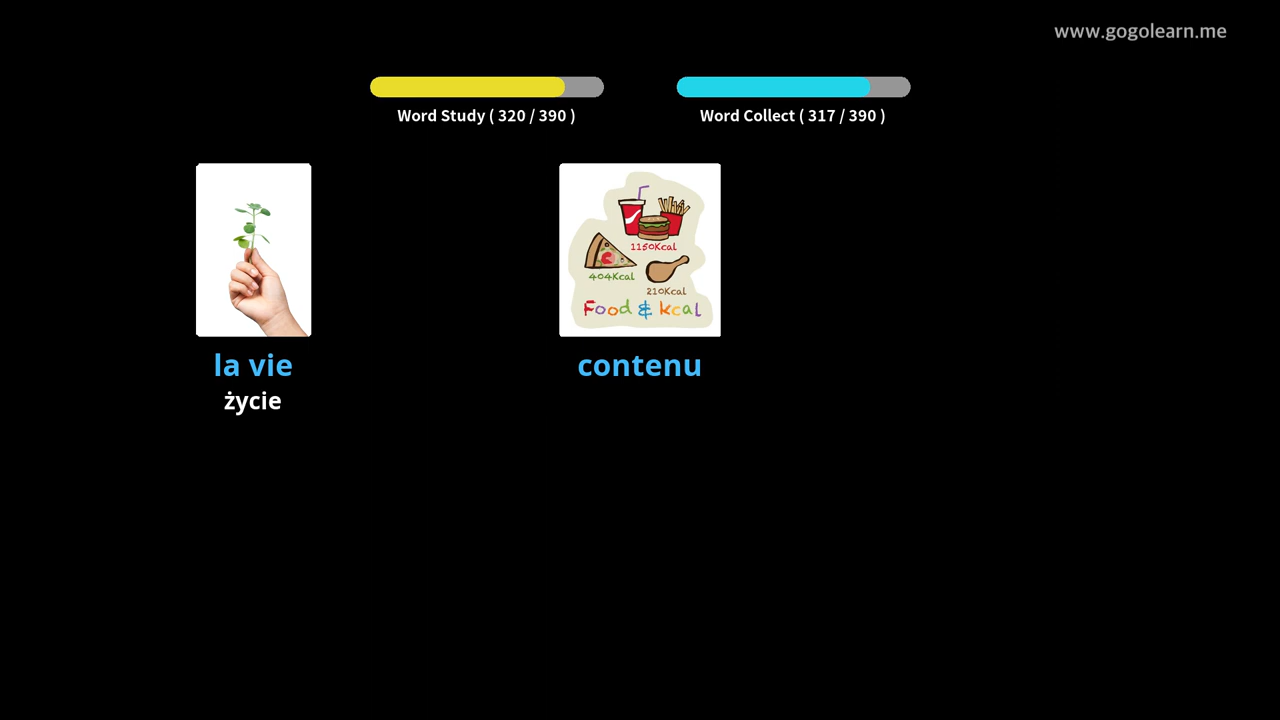 www.gogolearn.me
Word Study ( 320 / 390 )
Word Collect ( 317 / 390 )
1150Kcal
404Kcal
210Kcal
Food & kcal
la vie
contenu
życie